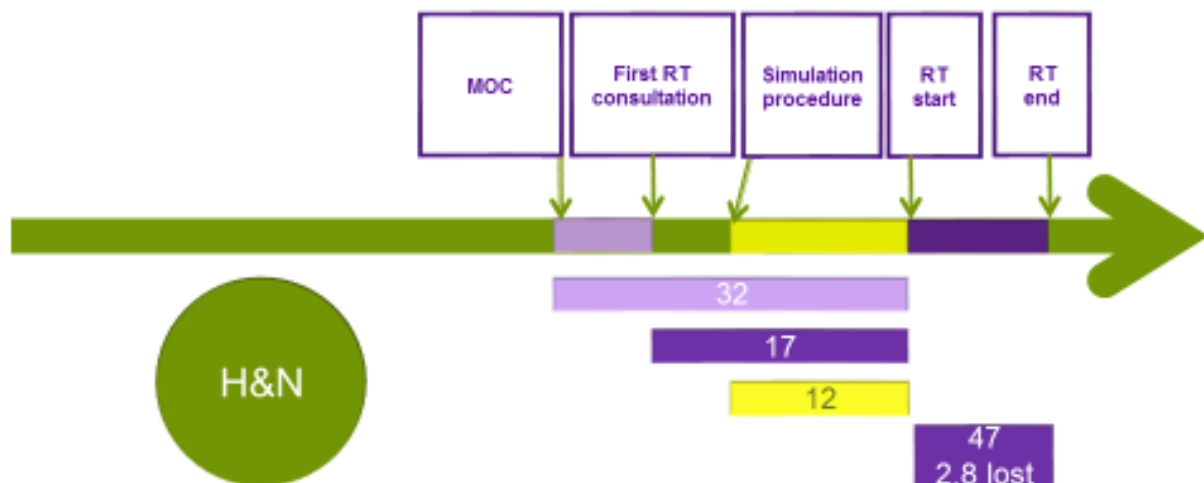 MOC
First RT
consultation
Simulation
procedure
RT
start
RT
end
32
17
12
H&N
47
2.8 lost